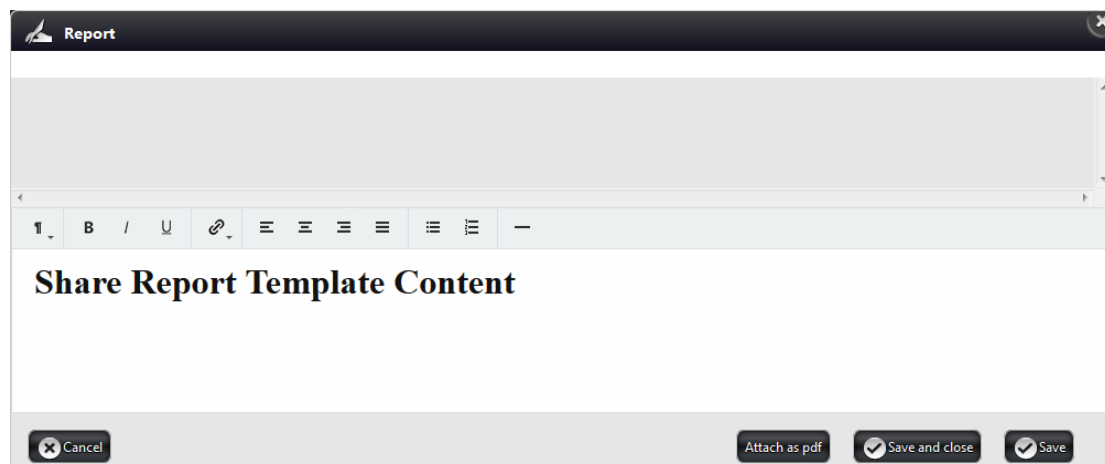 Report
B I U
Share Report Template Content
Cancel
Attach as pdf
Save and close
Save